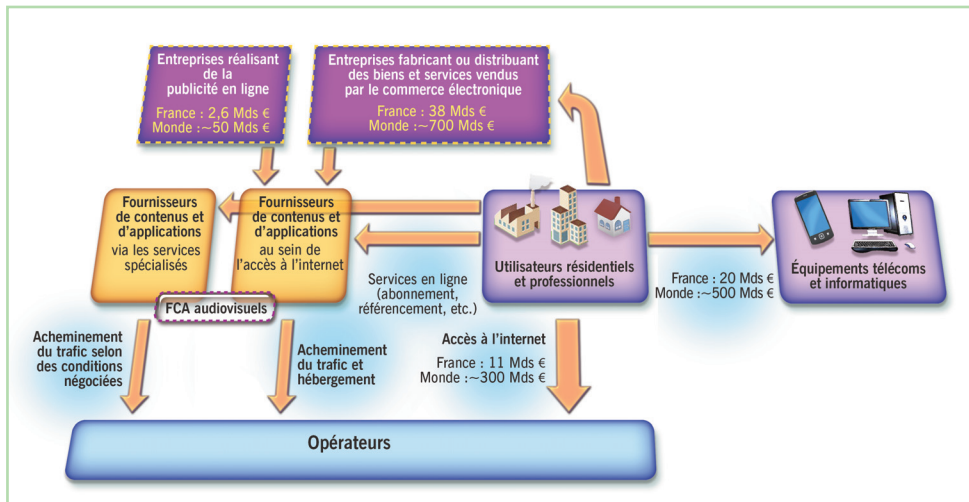 Entreprises réalisant
de la
publicité en ligne
France : 2,6 Mds €
Monde :~50 Mds €
Entreprises fabricant ou distribuant
des biens et services vendus
par le commerce électronique
France : 38 Mds €
Monde : ~700 Mds €
Fournisseurs
de contenus et
d'applications
via les services
spécialisés
Fournisseurs
de contenus et
d'applications
au sein de
l'accès à l'internet
FCA audiovisuels
Services en ligne
(abonnement,
référencement, etc.)
Utilisateurs résidentiels
et professionnels
France : 20 Mds €
Monde : ~500 Mds €
Équipements télécoms
et informatiques
Acheminement
du trafic selon
des conditions
négociées
Acheminement
du trafic et
hébergement
Accès à l'internet
France : 11 Mds €
Monde :~300 Mds €
Opérateurs